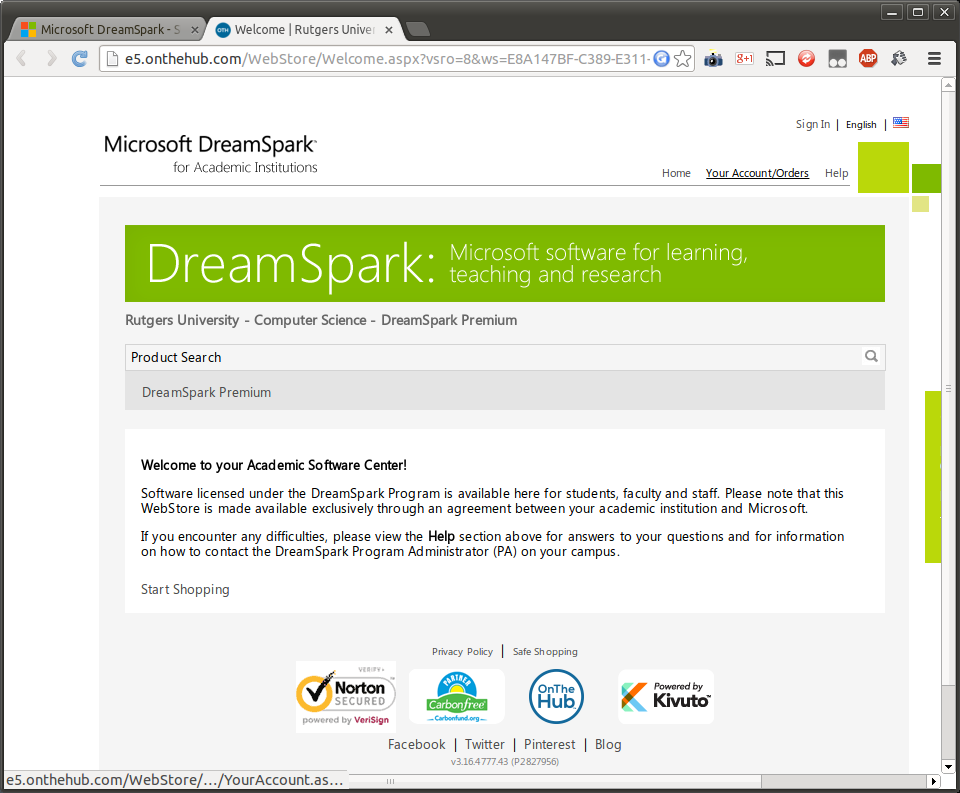 Microsoft DreamSpark - S
Welcome | Rutgers Univer
e5.onthehub.com/WebStore/Welcome.aspx?vsro=8&ws=E8A147BF-C389-E311-
g+1
ABP
Sign In | English |
Microsoft DreamSpark
for Academic Institutions
Home Your Account/Orders Help
DreamSpark: Microsoft software for learning,
teaching and research
Rutgers University - Computer Science - DreamSpark Premium
Product Search
DreamSpark Premium
Welcome to your Academic Software Center!
Software licensed under the DreamSpark Program is available here for students, faculty and staff. Please note that this
WebStore is made available exclusively through an agreement between your academic institution and Microsoft.
If you encounter any difficulties, please view the Help section above for answers to your questions and for information
on how to contact the DreamSpark Program Administrator (PA) on your campus.
Start Shopping
Privacy Policy | Safe Shopping
VERIFY
Norton
SECURED
powered by VeriSign
PARTNER
Carbonfree
Carbonfund.org
OnThe
Hub
Powered by
Kivuto™
Facebook | Twitter | Pinterest | Blog
v3.16.4777.43 (P2827956)
e5.onthehub.com/WebStore/.../YourAccount.as...